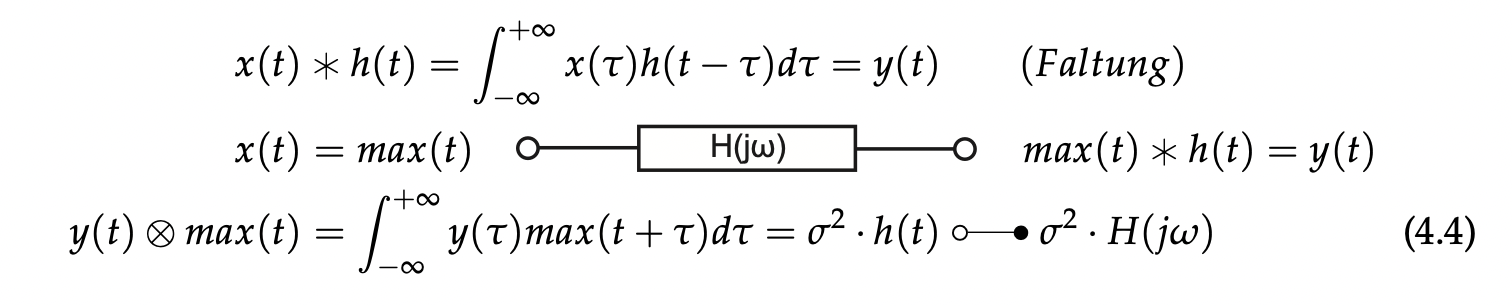 x(t) ∗ h(t) = ∫_{−∞}^{+∞} x(τ)h(t − τ)dτ = y(t) (Faltung)
x(t) = max(t) H(jω) max(t) ∗ h(t) = y(t)
y(t) ⊗ max(t) = ∫_{−∞}^{+∞} y(τ)max(t + τ)dτ = σ² · h(t) ○—● σ² · H(jω) (4.4)